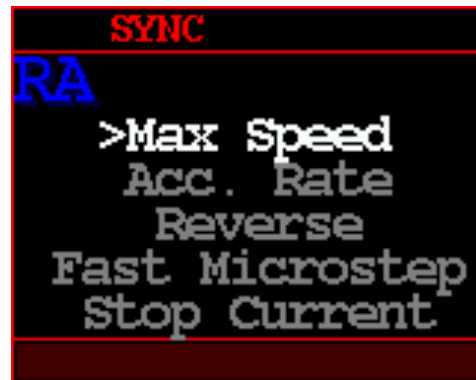 SYNC
RA
>Max Speed
Acc. Rate
Reverse
Fast Microstep
Stop Current